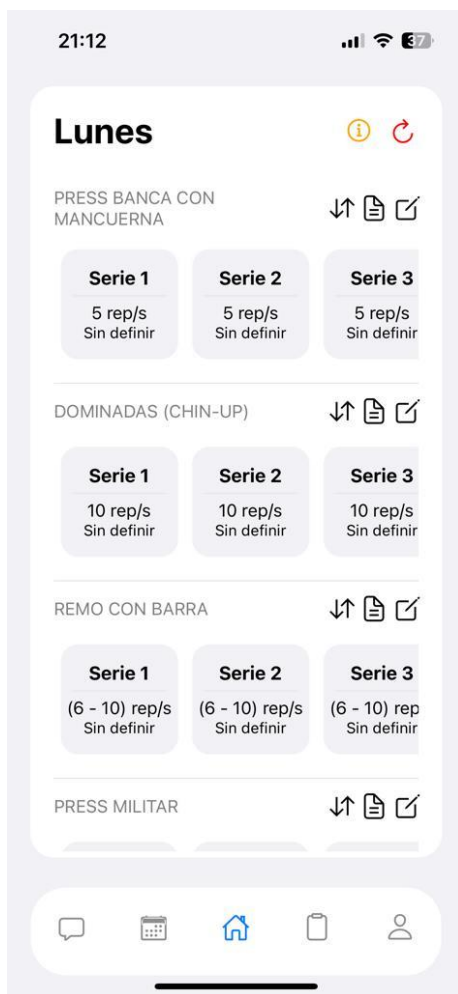 21:12
37
Lunes
PRESS BANCA CON
MANCUERNA
Serie 1 Serie 2 Serie 3
5 rep/s 5 rep/s 5 rep/s
Sin definir Sin definir Sin definir
DOMINADAS (CHIN-UP)
Serie 1 Serie 2 Serie 3
10 rep/s 10 rep/s 10 rep/s
Sin definir Sin definir Sin definir
REMO CON BARRA
Serie 1 Serie 2 Serie 3
(6 - 10) rep/s (6 - 10) rep/s (6 - 10) rep
Sin definir Sin definir Sin definir
PRESS MILITAR